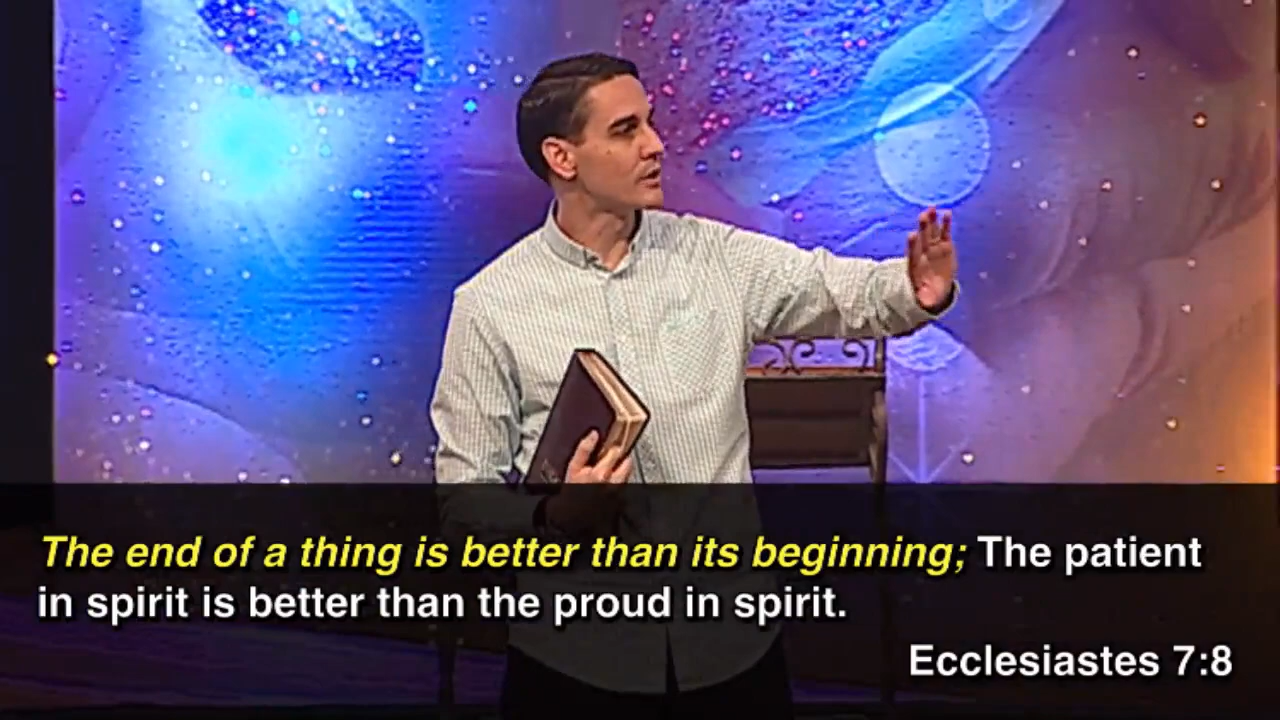 The end of a thing is better than its beginning; The patient
in spirit is better than the proud in spirit.
Ecclesiastes 7:8